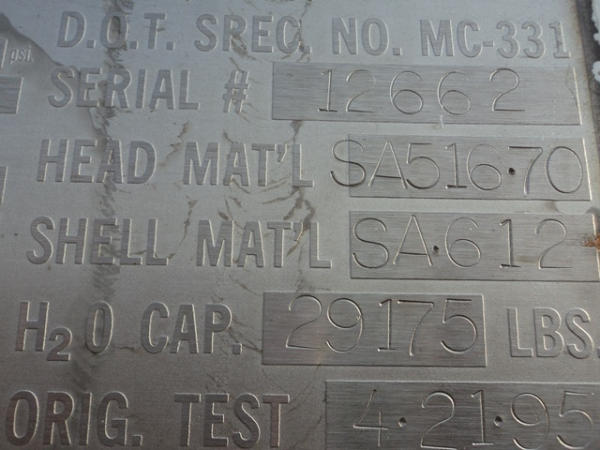 D.O.T. SPEC. NO. MC-331
psi.
SERIAL # 12662
HEAD MAT'L SA516·70
SHELL MAT'L SA·612
H₂O CAP. 29175 LBS.
ORIG. TEST 4·21·95